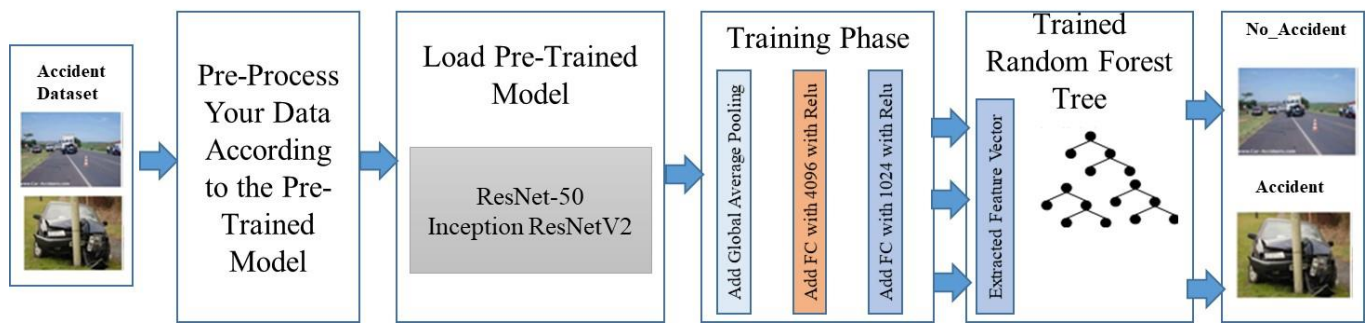 Accident
Dataset
Pre-Process
Your Data
According
to the Pre-
Trained
Model
Load Pre-Trained
Model
ResNet-50
Inception ResNetV2
Training Phase
Add Global Average Pooling
Add FC with 4096 with Relu
Add FC with 1024 with Relu
Trained
Random Forest
Tree
Extracted Feature Vector
No_Accident
Accident